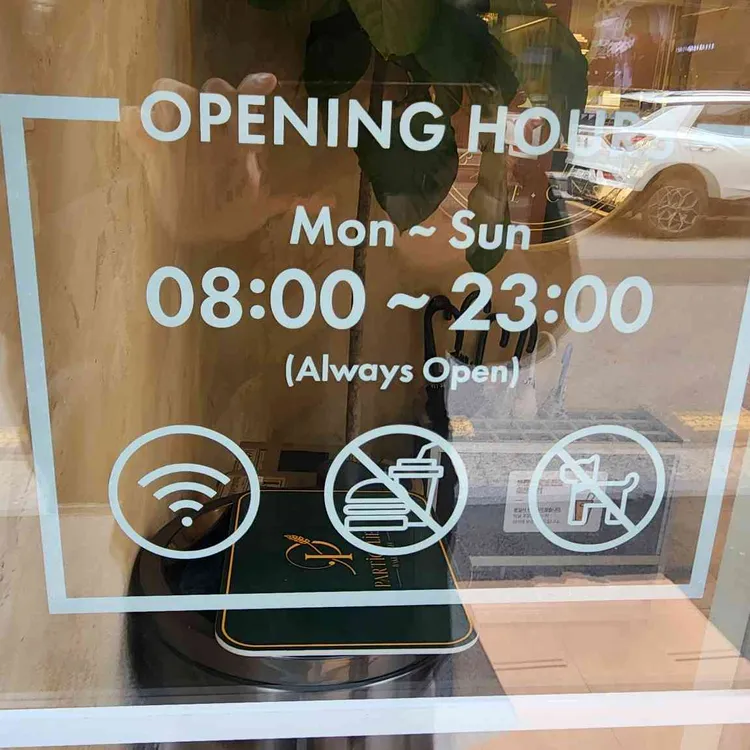 OPENING HOURS
Mon ~ Sun
08:00 ~ 23:00
(Always Open)